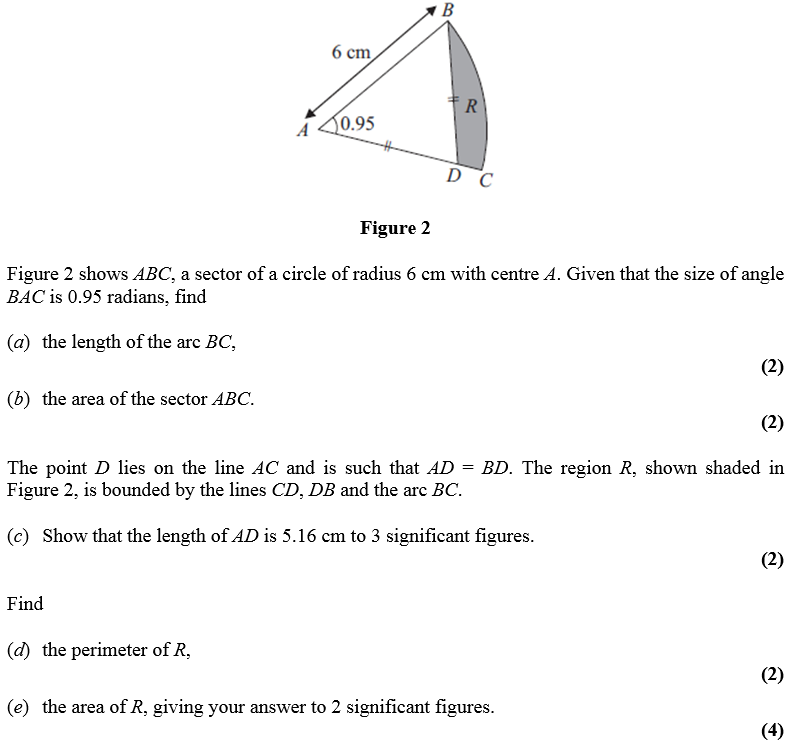 B
6 cm
R
A
0.95
D C
Figure 2
Figure 2 shows ABC, a sector of a circle of radius 6 cm with centre A. Given that the size of angle
BAC is 0.95 radians, find
(a) the length of the arc BC,
(2)
(b) the area of the sector ABC.
(2)
The point D lies on the line AC and is such that AD = BD. The region R, shown shaded in
Figure 2, is bounded by the lines CD, DB and the arc BC.
(c) Show that the length of AD is 5.16 cm to 3 significant figures.
(2)
Find
(d) the perimeter of R,
(2)
(e) the area of R, giving your answer to 2 significant figures.
(4)